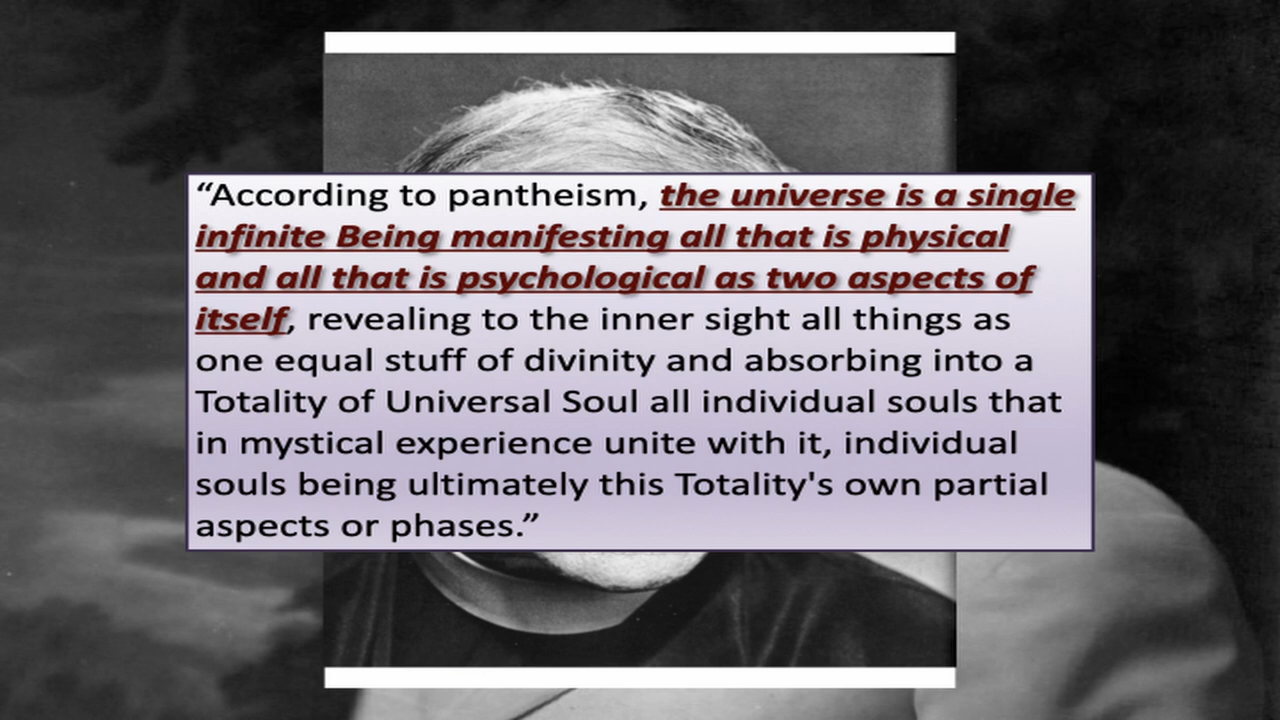 “According to pantheism, the universe is a single
infinite Being manifesting all that is physical
and all that is psychological as two aspects of
itself, revealing to the inner sight all things as
one equal stuff of divinity and absorbing into a
Totality of Universal Soul all individual souls that
in mystical experience unite with it, individual
souls being ultimately this Totality's own partial
aspects or phases.”